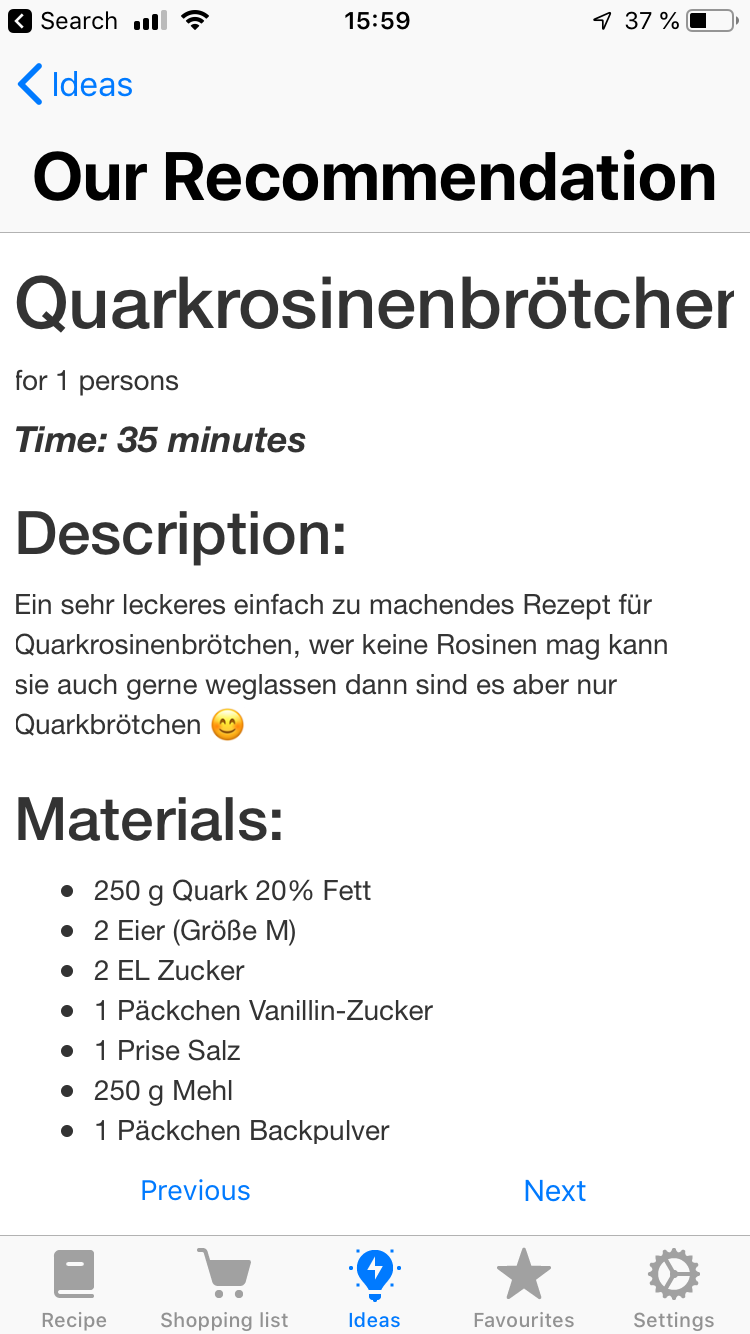 Search 15:59 37 %
Ideas
Our Recommendation
Quarkrosinenbrötcher
for 1 persons
Time: 35 minutes
Description:
Ein sehr leckeres einfach zu machendes Rezept für
Quarkrosinenbrötchen, wer keine Rosinen mag kann
sie auch gerne weglassen dann sind es aber nur
Quarkbrötchen 😊
Materials:
• 250 g Quark 20% Fett
• 2 Eier (Größe M)
• 2 EL Zucker
• 1 Päckchen Vanillin-Zucker
• 1 Prise Salz
• 250 g Mehl
• 1 Päckchen Backpulver
Previous Next
Recipe Shopping list Ideas Favourites Settings